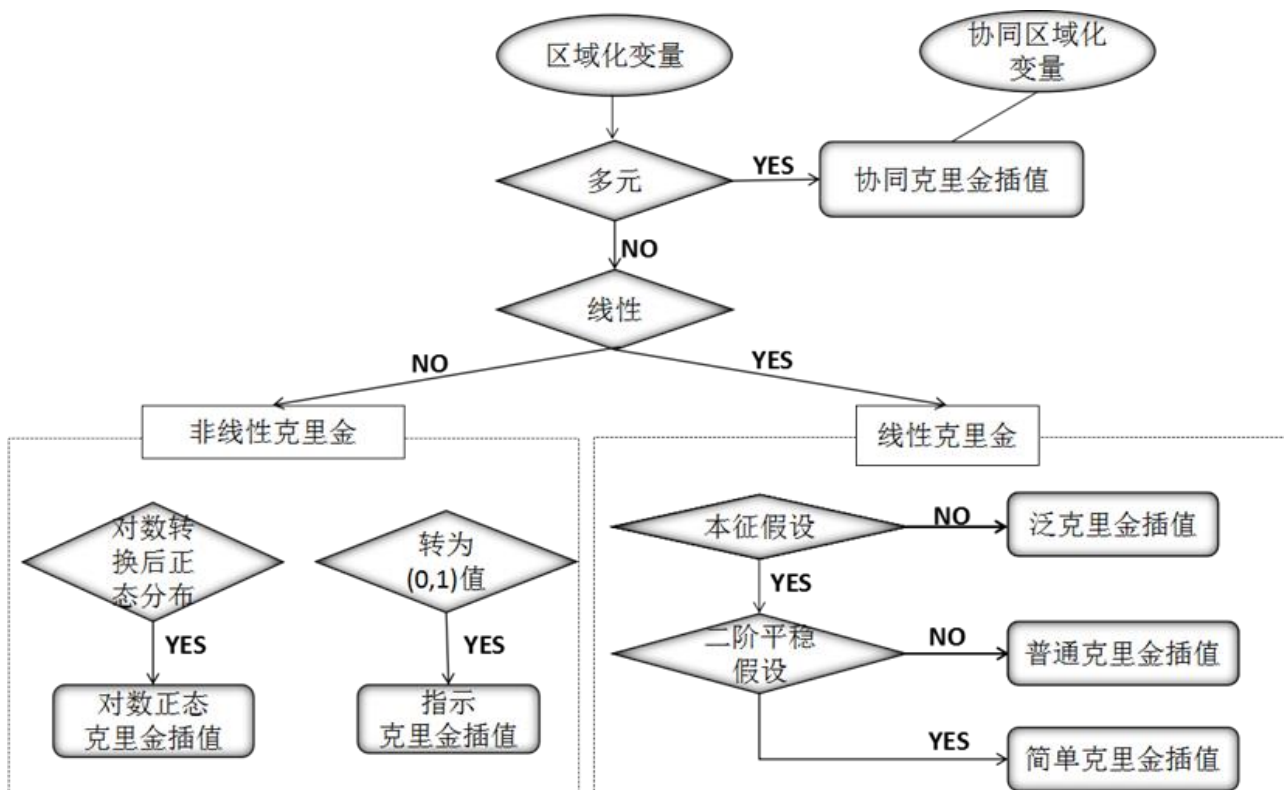 区域化变量
协同区域化
变量
多元
YES
协同克里金插值
NO
线性
NO
YES
非线性克里金
线性克里金
对数转
换后正
态分布
转为
(0,1)值
本征假设
NO
泛克里金插值
YES
YES
YES
二阶平稳
假设
NO
普通克里金插值
对数正态
克里金插值
指示
克里金插值
YES
简单克里金插值